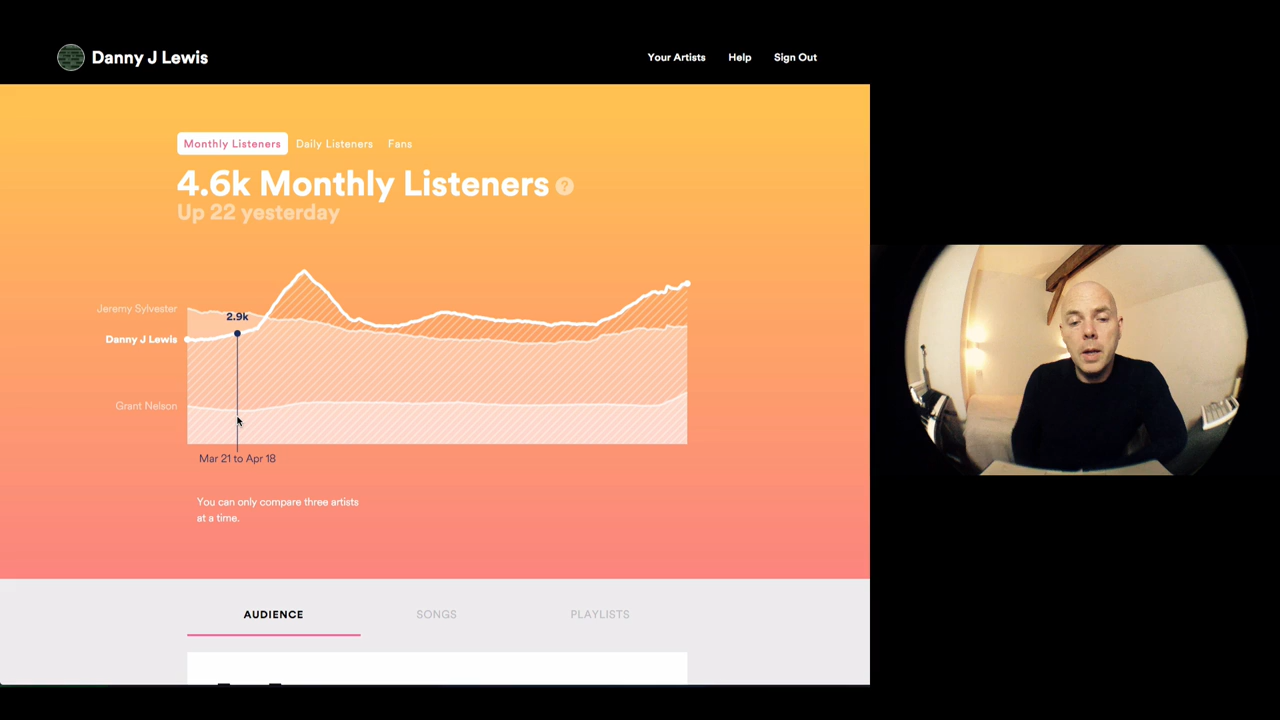 Danny J Lewis
Your Artists Help Sign Out
Monthly Listeners Daily Listeners Fans
4.6k Monthly Listeners ?
Up 22 yesterday
Jeremy Sylvester
2.9k
Danny J Lewis
Grant Nelson
Mar 21 to Apr 18
You can only compare three artists
at a time.
AUDIENCE SONGS PLAYLISTS